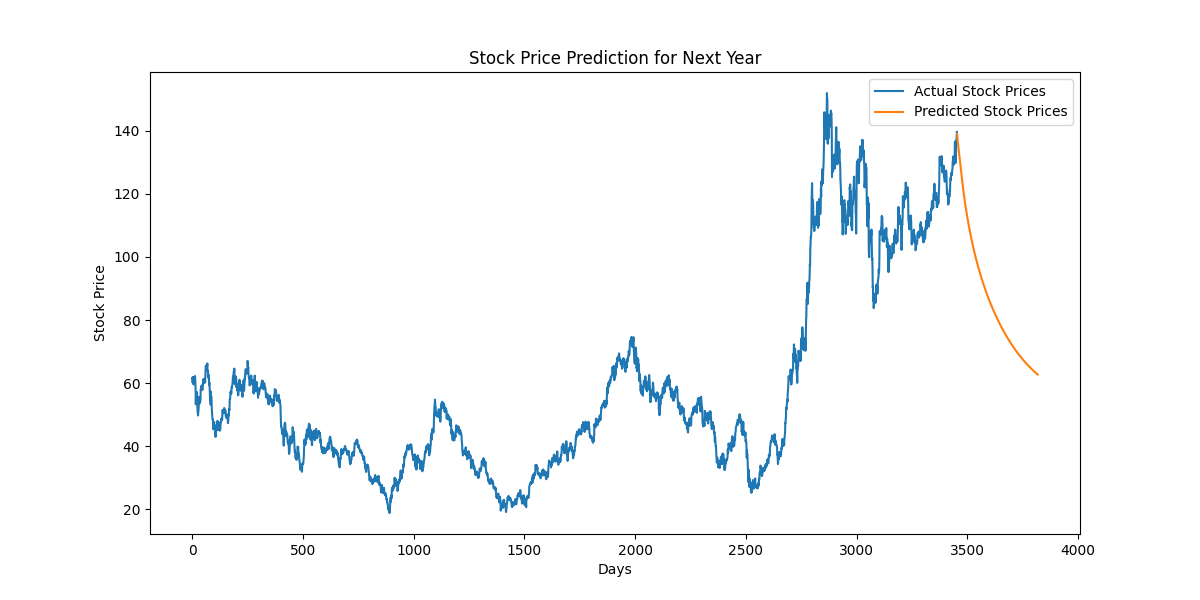 Stock Price Prediction for Next Year
Actual Stock Prices
Predicted Stock Prices
Stock Price
140
120
100
80
60
40
20
0 500 1000 1500 2000 2500 3000 3500 4000
Days